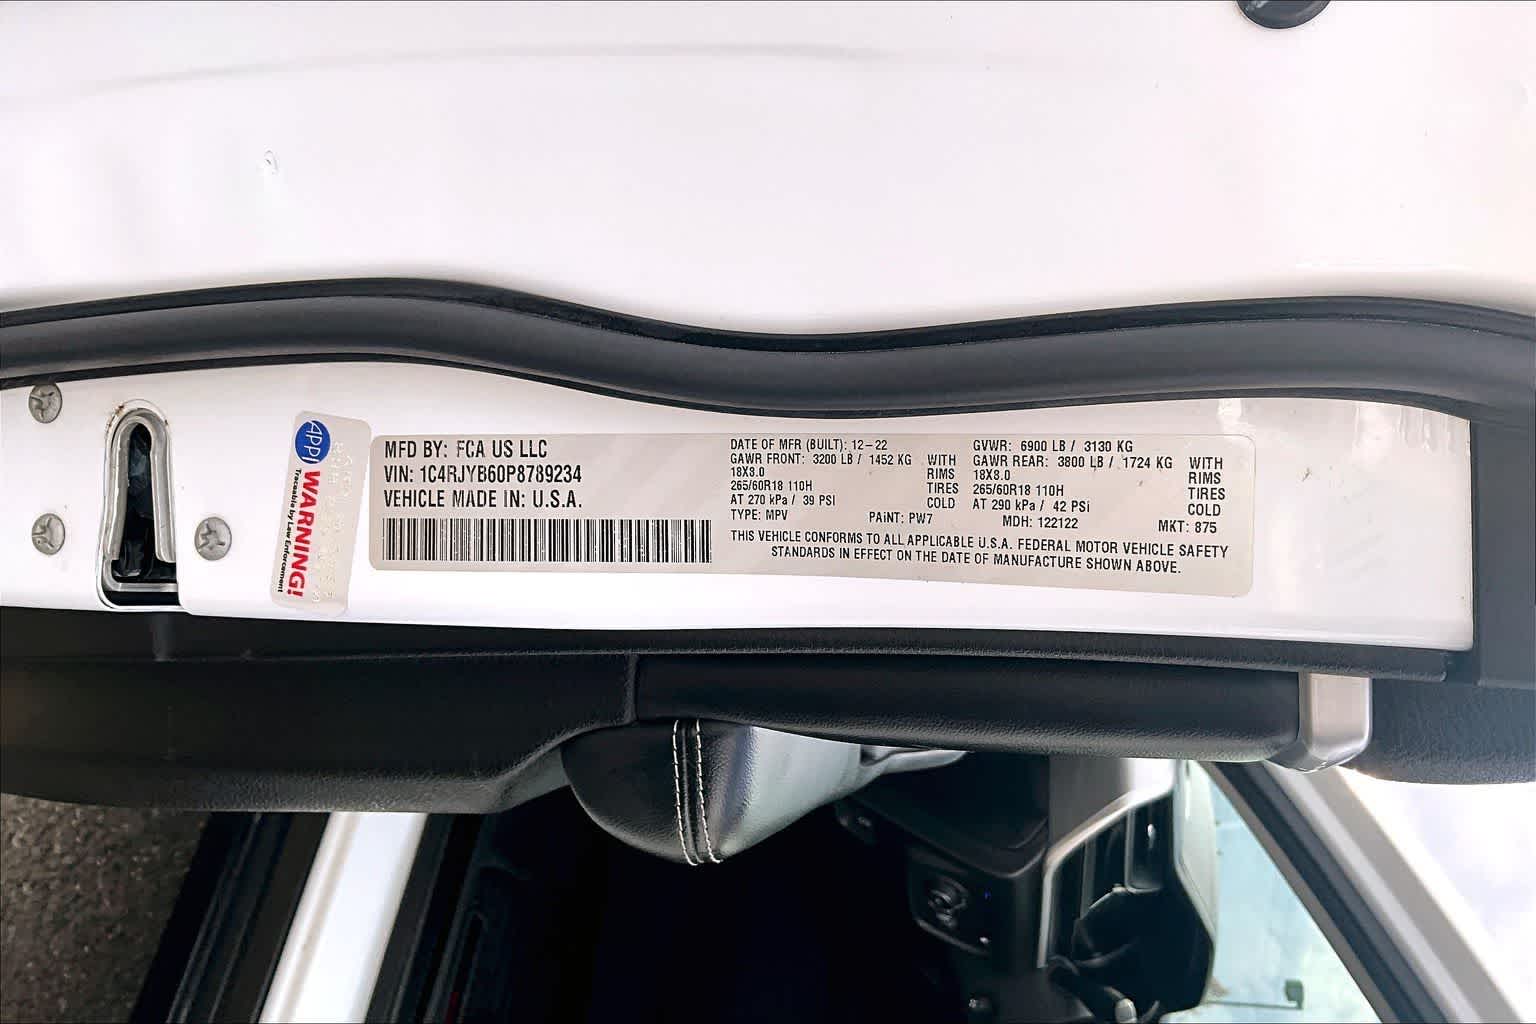 APPI
WARNING!
Traceable by Law Enforcement
MFD BY: FCA US LLC
VIN: 1C4RJYB60P8789234
VEHICLE MADE IN: U.S.A.
DATE OF MFR (BUILT): 12-22
GAWR FRONT: 3200 LB / 1452 KG WITH
18X8.0 RIMS
265/60R18 110H TIRES
AT 270 kPa / 39 PSI COLD
TYPE: MPV PAINT: PW7
GVWR: 6900 LB / 3130 KG
GAWR REAR: 3800 LB / 1724 KG WITH
18X8.0 RIMS
265/60R18 110H TIRES
AT 290 kPa / 42 PSI COLD
MDH: 122122 MKT: 875
THIS VEHICLE CONFORMS TO ALL APPLICABLE U.S.A. FEDERAL MOTOR VEHICLE SAFETY
STANDARDS IN EFFECT ON THE DATE OF MANUFACTURE SHOWN ABOVE.